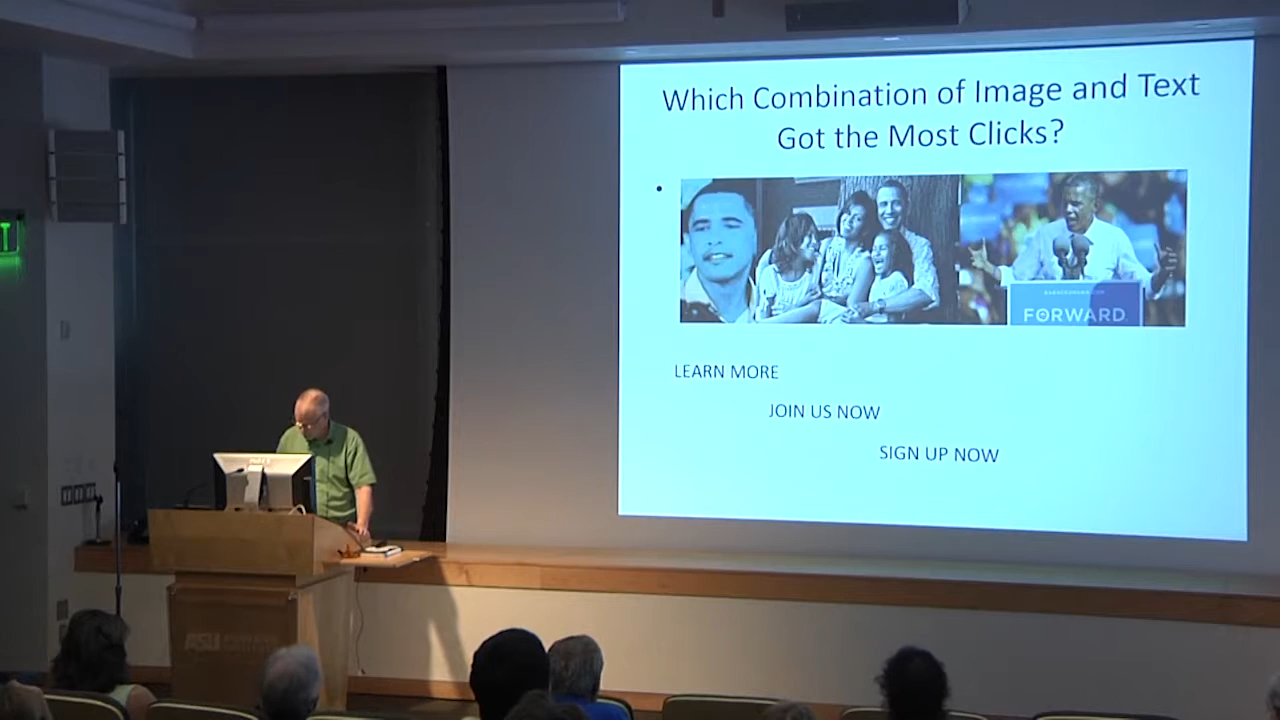 Which Combination of Image and Text
Got the Most Clicks?
FORWARD
LEARN MORE
JOIN US NOW
SIGN UP NOW
ASU